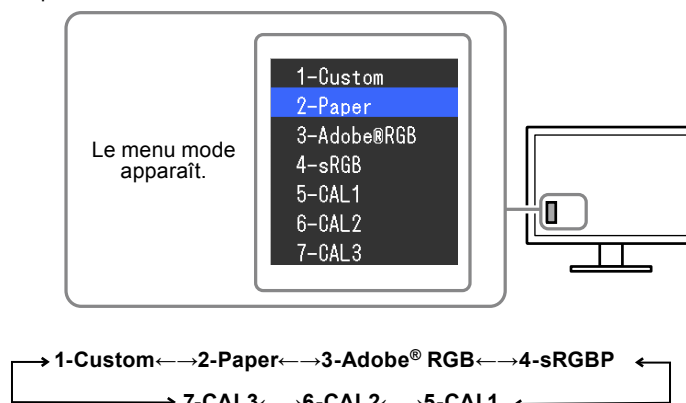 Le menu mode
apparaît.
1-Custom
2-Paper
3-Adobe®RGB
4-sRGB
5-CAL1
6-CAL2
7-CAL3
→ 1-Custom←→2-Paper←→3-Adobe® RGB←→4-sRGBP ←
→ 7-CAL3←→6-CAL2←→5-CAL1 ←